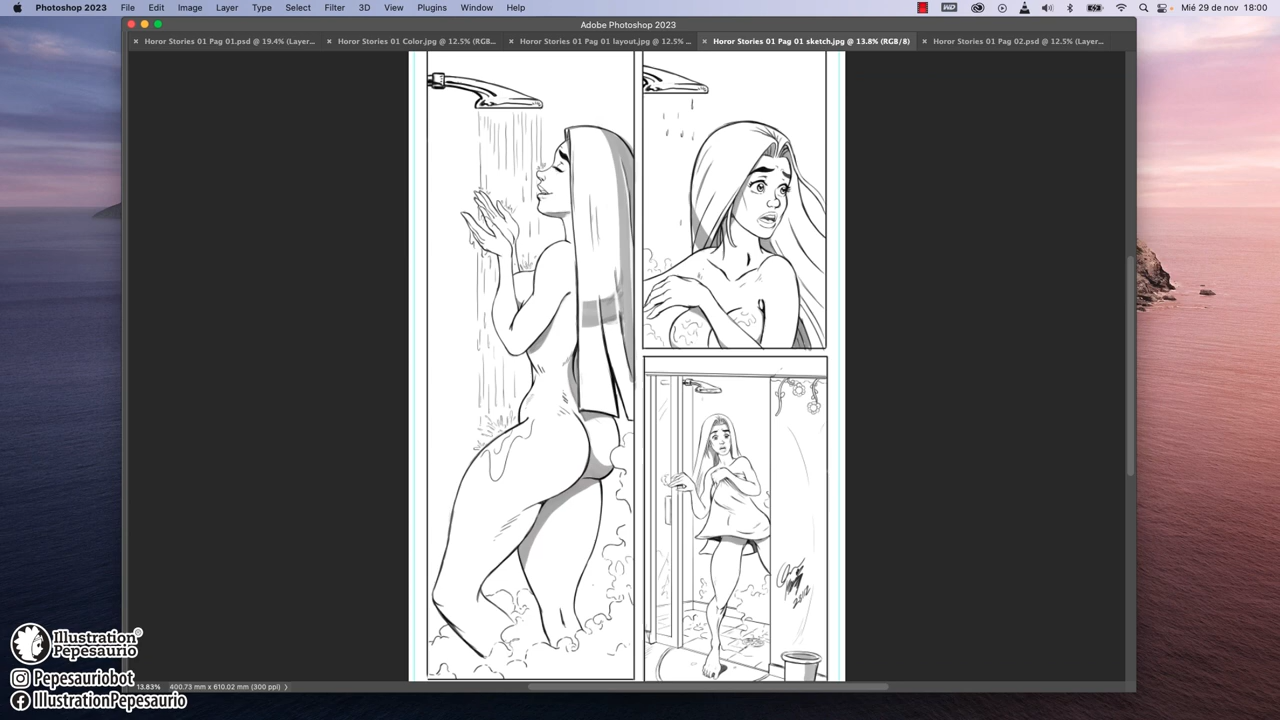 Photoshop 2023 File Edit Image Layer Type Select Filter 3D View Plugins Window Help Mié 29 de nov 18:00
Adobe Photoshop 2023
Horor Stories 01 Pag 01.psd @ 19.4% (Layer... Horor Stories 01 Color.jpg @ 12.5% (RGB... Horor Stories 01 Pag 01 layout.jpg @ 12.5% ... Horor Stories 01 Pag 01 sketch.jpg @ 13.8% (RGB/8) Horor Stories 01 Pag 02.psd @ 12.5% (Layer...
Illustration®
Pepesaurio
Pepesauriobot
IllustrationPepesaurio
13.83% 400.73 mm x 610.02 mm (300 ppi)